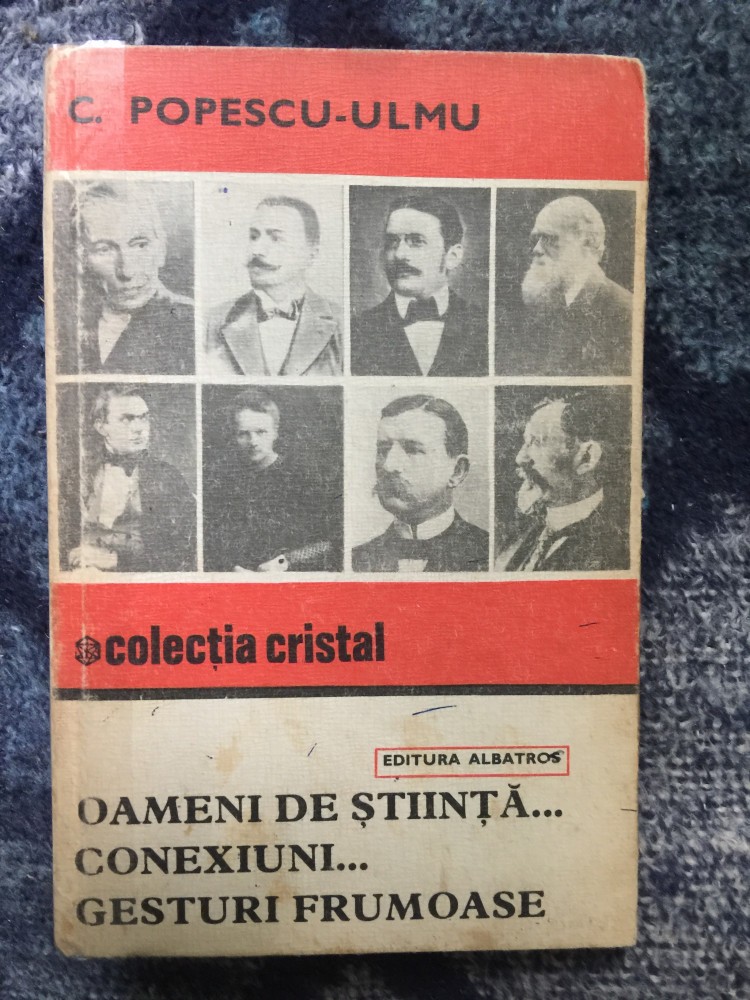 C. POPESCU-ULMU
colecția cristal
EDITURA ALBATROS
OAMENI DE ȘTIINȚĂ...
CONEXIUNI...
GESTURI FRUMOASE